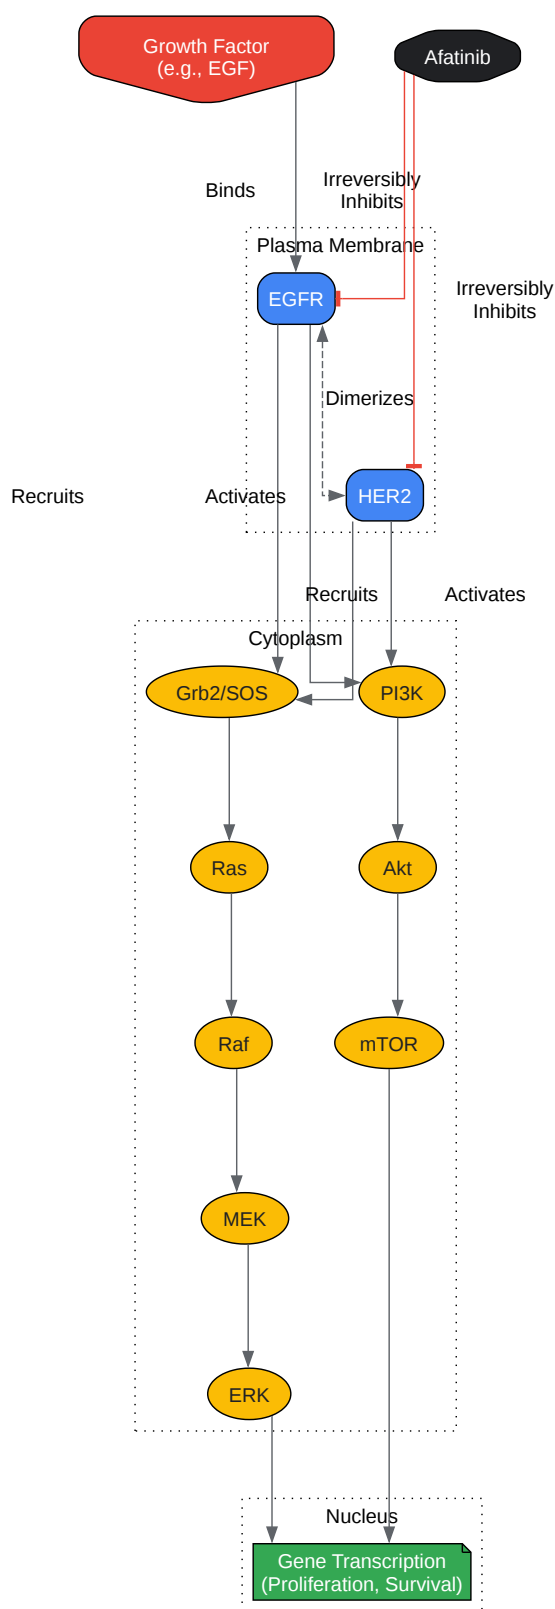 Growth Factor
(e.g., EGF)
Afatinib
Binds
Irreversibly
Inhibits
Plasma Membrane
EGFR
Irreversibly
Inhibits
Dimerizes
Recruits
Activates
HER2
Recruits
Activates
Cytoplasm
Grb2/SOS
PI3K
Ras
Akt
Raf
mTOR
MEK
ERK
Nucleus
Gene Transcription
(Proliferation, Survival)